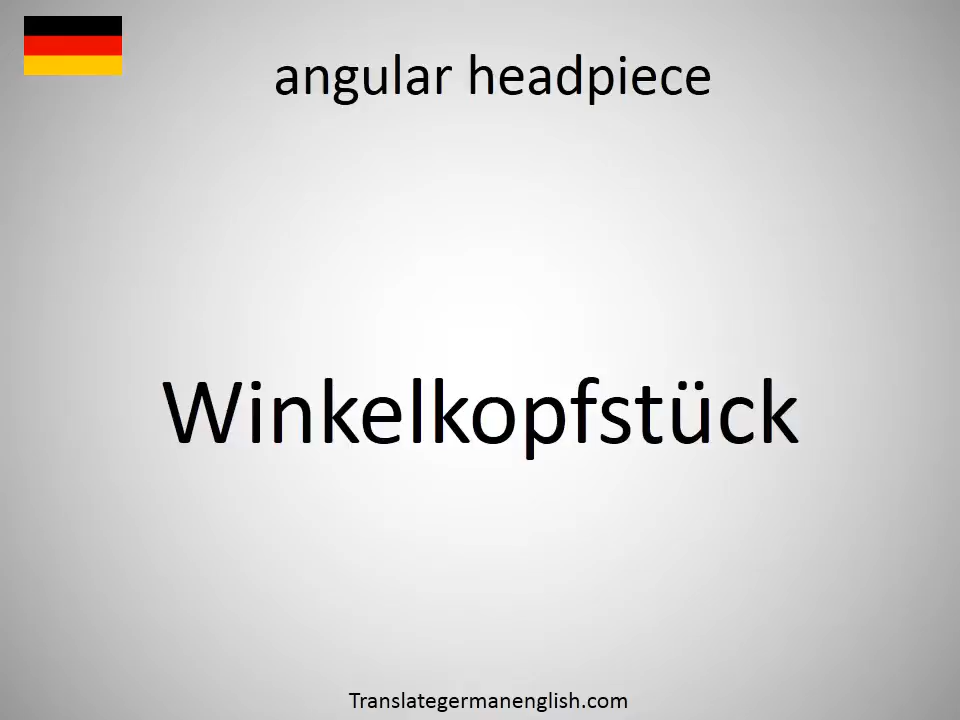 angular headpiece
Winkelkopfstück
Translategermanenglish.com